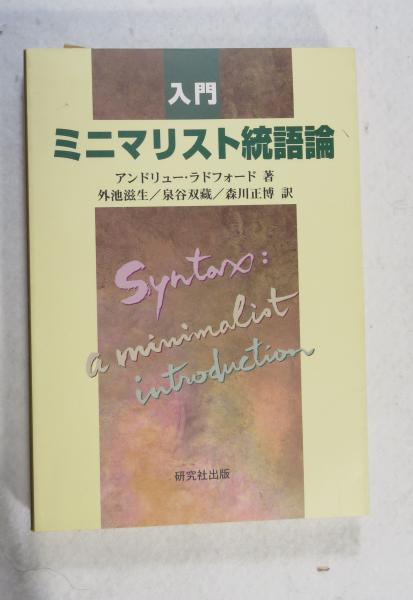 入門
ミニマリスト統語論
アンドリュー・ラドフォード 著
外池滋生／泉谷双藏／森川正博 訳
Syntax:
a minimalist
introduction
研究社出版